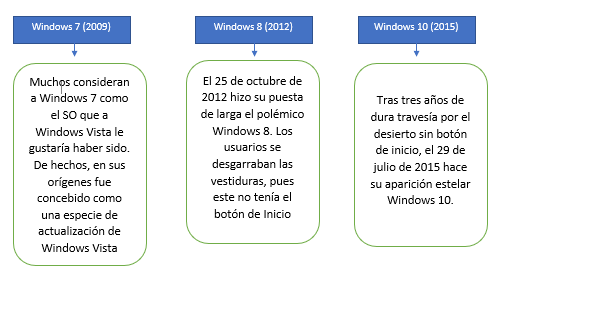 Windows 7 (2009)
Muchos consideran
a Windows 7 como
el SO que a
Windows Vista le
gustaría haber sido.
De hechos, en sus
orígenes fue
concebido como
una especie de
actualización de
Windows Vista
Windows 8 (2012)
El 25 de octubre de
2012 hizo su puesta
de larga el polémico
Windows 8. Los
usuarios se
desgarraban las
vestiduras, pues
este no tenía el
botón de Inicio
Windows 10 (2015)
Tras tres años de
dura travesía por el
desierto sin botón
de inicio, el 29 de
julio de 2015 hace
su aparición estelar
Windows 10.